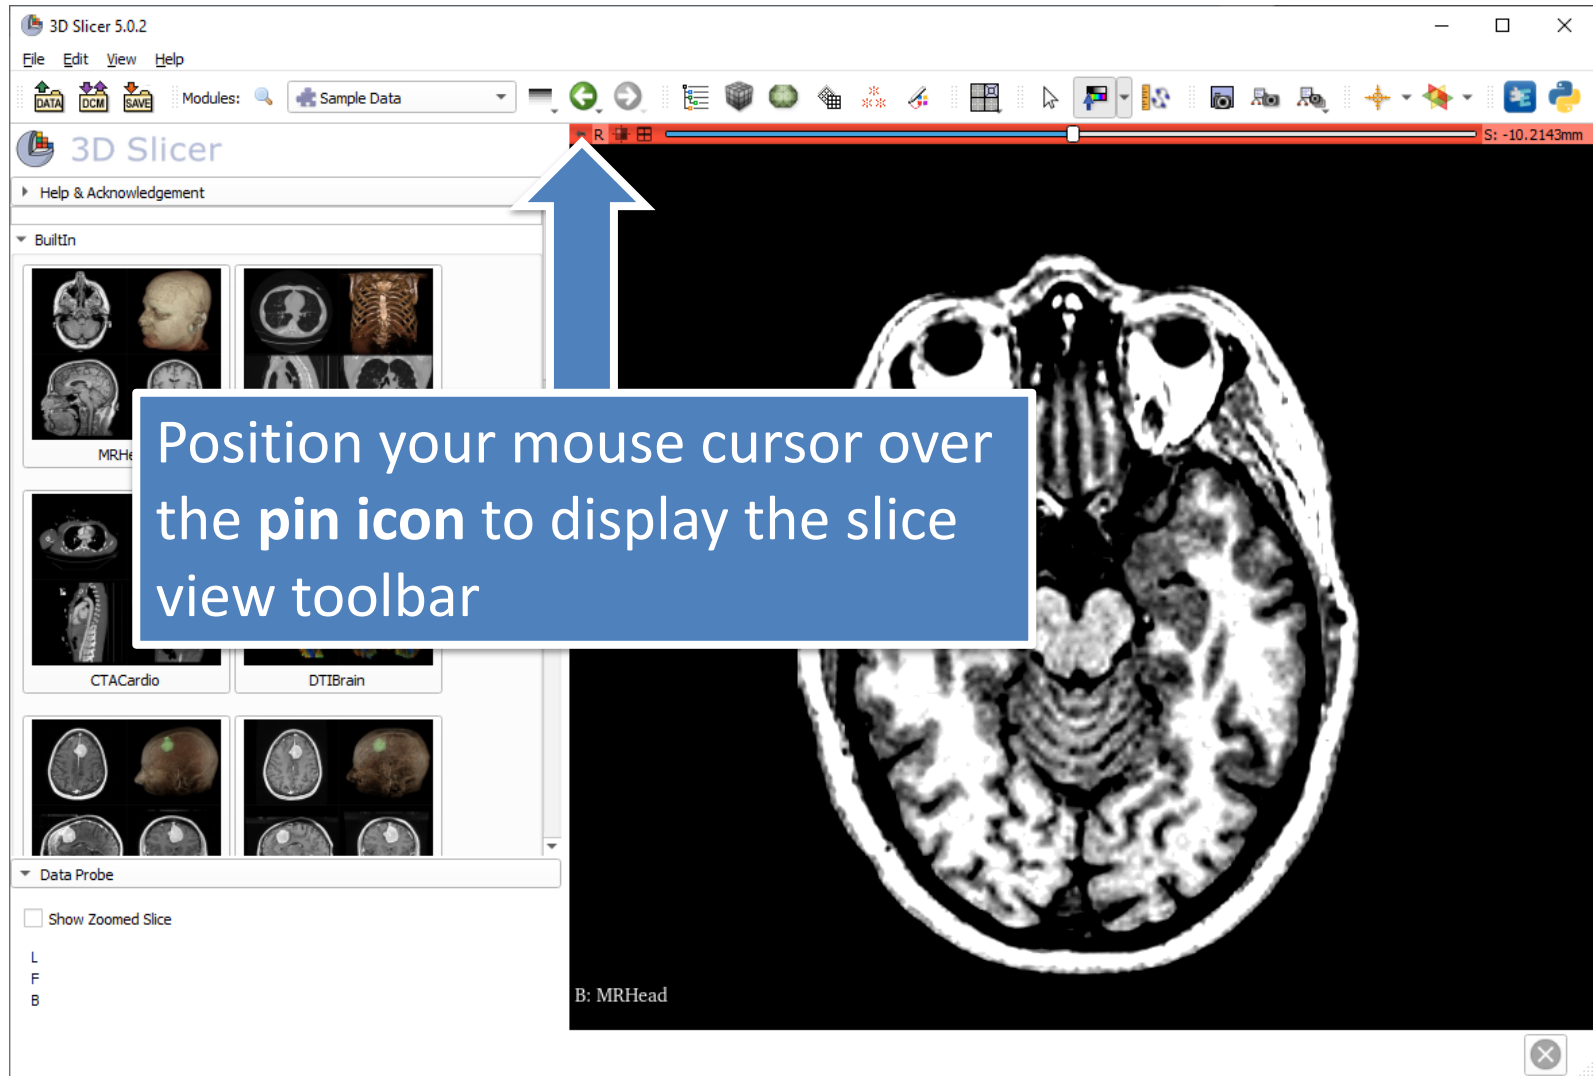 3D Slicer 5.0.2
File Edit View Help
DATA DCM SAVE Modules: Sample Data
R S: -10.2143mm
3D Slicer
Help & Acknowledgement
BuiltIn
MRHe
Position your mouse cursor over
the pin icon to display the slice
view toolbar
CTACardio DTIBrain
Data Probe
Show Zoomed Slice
L
F
B
B: MRHead